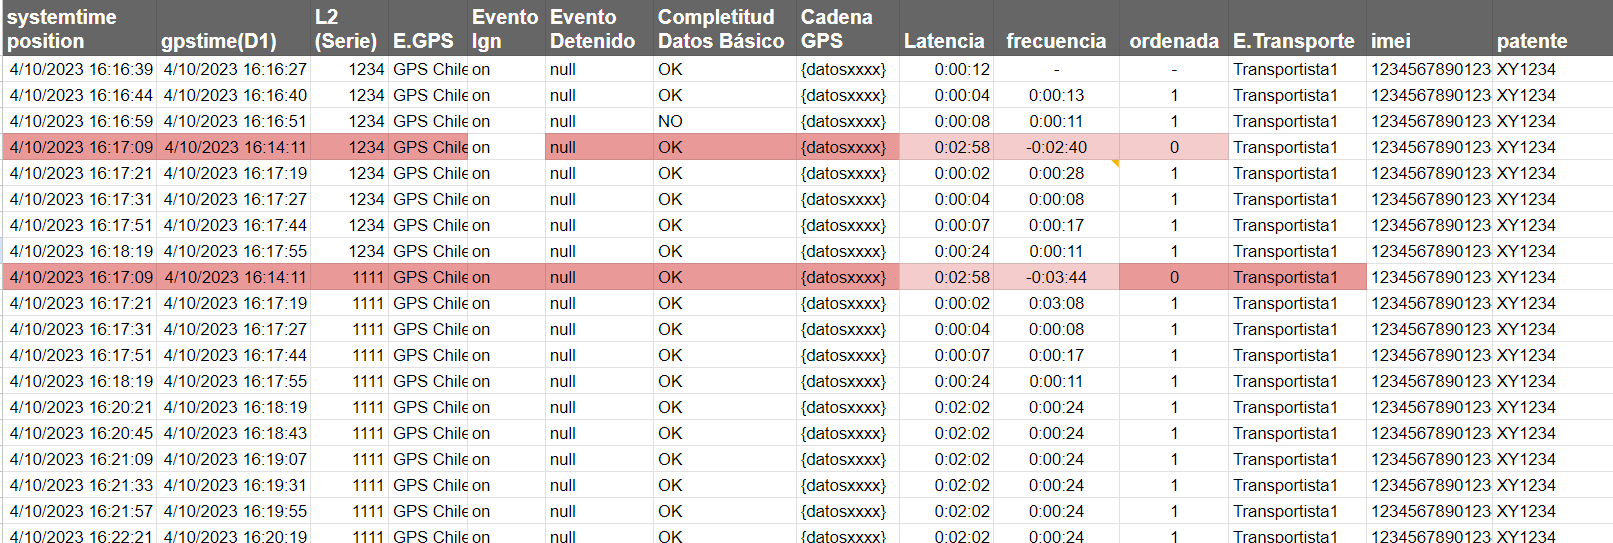 systemtime position	gpstime(D1)	L2 (Serie)	E.GPS	Evento Ign	Evento Detenido	Completitud Datos Básico	Cadena GPS	Latencia	frecuencia	ordenada	E.Transporte	imei	patente
4/10/2023 16:16:39	4/10/2023 16:16:27	1234	GPS Chile	on	null	OK	{datosxxxx}	0:00:12	-	-	Transportista1	1234567890123	XY1234
4/10/2023 16:16:44	4/10/2023 16:16:40	1234	GPS Chile	on	null	OK	{datosxxxx}	0:00:04	0:00:13	1	Transportista1	1234567890123	XY1234
4/10/2023 16:16:59	4/10/2023 16:16:51	1234	GPS Chile	on	null	NO	{datosxxxx}	0:00:08	0:00:11	1	Transportista1	1234567890123	XY1234
4/10/2023 16:17:09	4/10/2023 16:14:11	1234	GPS Chile	on	null	OK	{datosxxxx}	0:02:58	-0:02:40	0	Transportista1	1234567890123	XY1234
4/10/2023 16:17:21	4/10/2023 16:17:19	1234	GPS Chile	on	null	OK	{datosxxxx}	0:00:02	0:00:28	1	Transportista1	1234567890123	XY1234
4/10/2023 16:17:31	4/10/2023 16:17:27	1234	GPS Chile	on	null	OK	{datosxxxx}	0:00:04	0:00:08	1	Transportista1	1234567890123	XY1234
4/10/2023 16:17:51	4/10/2023 16:17:44	1234	GPS Chile	on	null	OK	{datosxxxx}	0:00:07	0:00:17	1	Transportista1	1234567890123	XY1234
4/10/2023 16:18:19	4/10/2023 16:17:55	1234	GPS Chile	on	null	OK	{datosxxxx}	0:00:24	0:00:11	1	Transportista1	1234567890123	XY1234
4/10/2023 16:17:09	4/10/2023 16:14:11	1111	GPS Chile	on	null	OK	{datosxxxx}	0:02:58	-0:03:44	0	Transportista1	1234567890123	XY1234
4/10/2023 16:17:21	4/10/2023 16:17:19	1111	GPS Chile	on	null	OK	{datosxxxx}	0:00:02	0:03:08	1	Transportista1	1234567890123	XY1234
4/10/2023 16:17:31	4/10/2023 16:17:27	1111	GPS Chile	on	null	OK	{datosxxxx}	0:00:04	0:00:08	1	Transportista1	1234567890123	XY1234
4/10/2023 16:17:51	4/10/2023 16:17:44	1111	GPS Chile	on	null	OK	{datosxxxx}	0:00:07	0:00:17	1	Transportista1	1234567890123	XY1234
4/10/2023 16:18:19	4/10/2023 16:17:55	1111	GPS Chile	on	null	OK	{datosxxxx}	0:00:24	0:00:11	1	Transportista1	1234567890123	XY1234
4/10/2023 16:20:21	4/10/2023 16:18:19	1111	GPS Chile	on	null	OK	{datosxxxx}	0:02:02	0:00:24	1	Transportista1	1234567890123	XY1234
4/10/2023 16:20:45	4/10/2023 16:18:43	1111	GPS Chile	on	null	OK	{datosxxxx}	0:02:02	0:00:24	1	Transportista1	1234567890123	XY1234
4/10/2023 16:21:09	4/10/2023 16:19:07	1111	GPS Chile	on	null	OK	{datosxxxx}	0:02:02	0:00:24	1	Transportista1	1234567890123	XY1234
4/10/2023 16:21:33	4/10/2023 16:19:31	1111	GPS Chile	on	null	OK	{datosxxxx}	0:02:02	0:00:24	1	Transportista1	1234567890123	XY1234
4/10/2023 16:21:57	4/10/2023 16:19:55	1111	GPS Chile	on	null	OK	{datosxxxx}	0:02:02	0:00:24	1	Transportista1	1234567890123	XY1234
4/10/2023 16:22:21	4/10/2023 16:20:19	1111	GPS Chile	on	null	OK	{datosxxxx}	0:02:02	0:00:24	1	Transportista1	1234567890123	XY1234